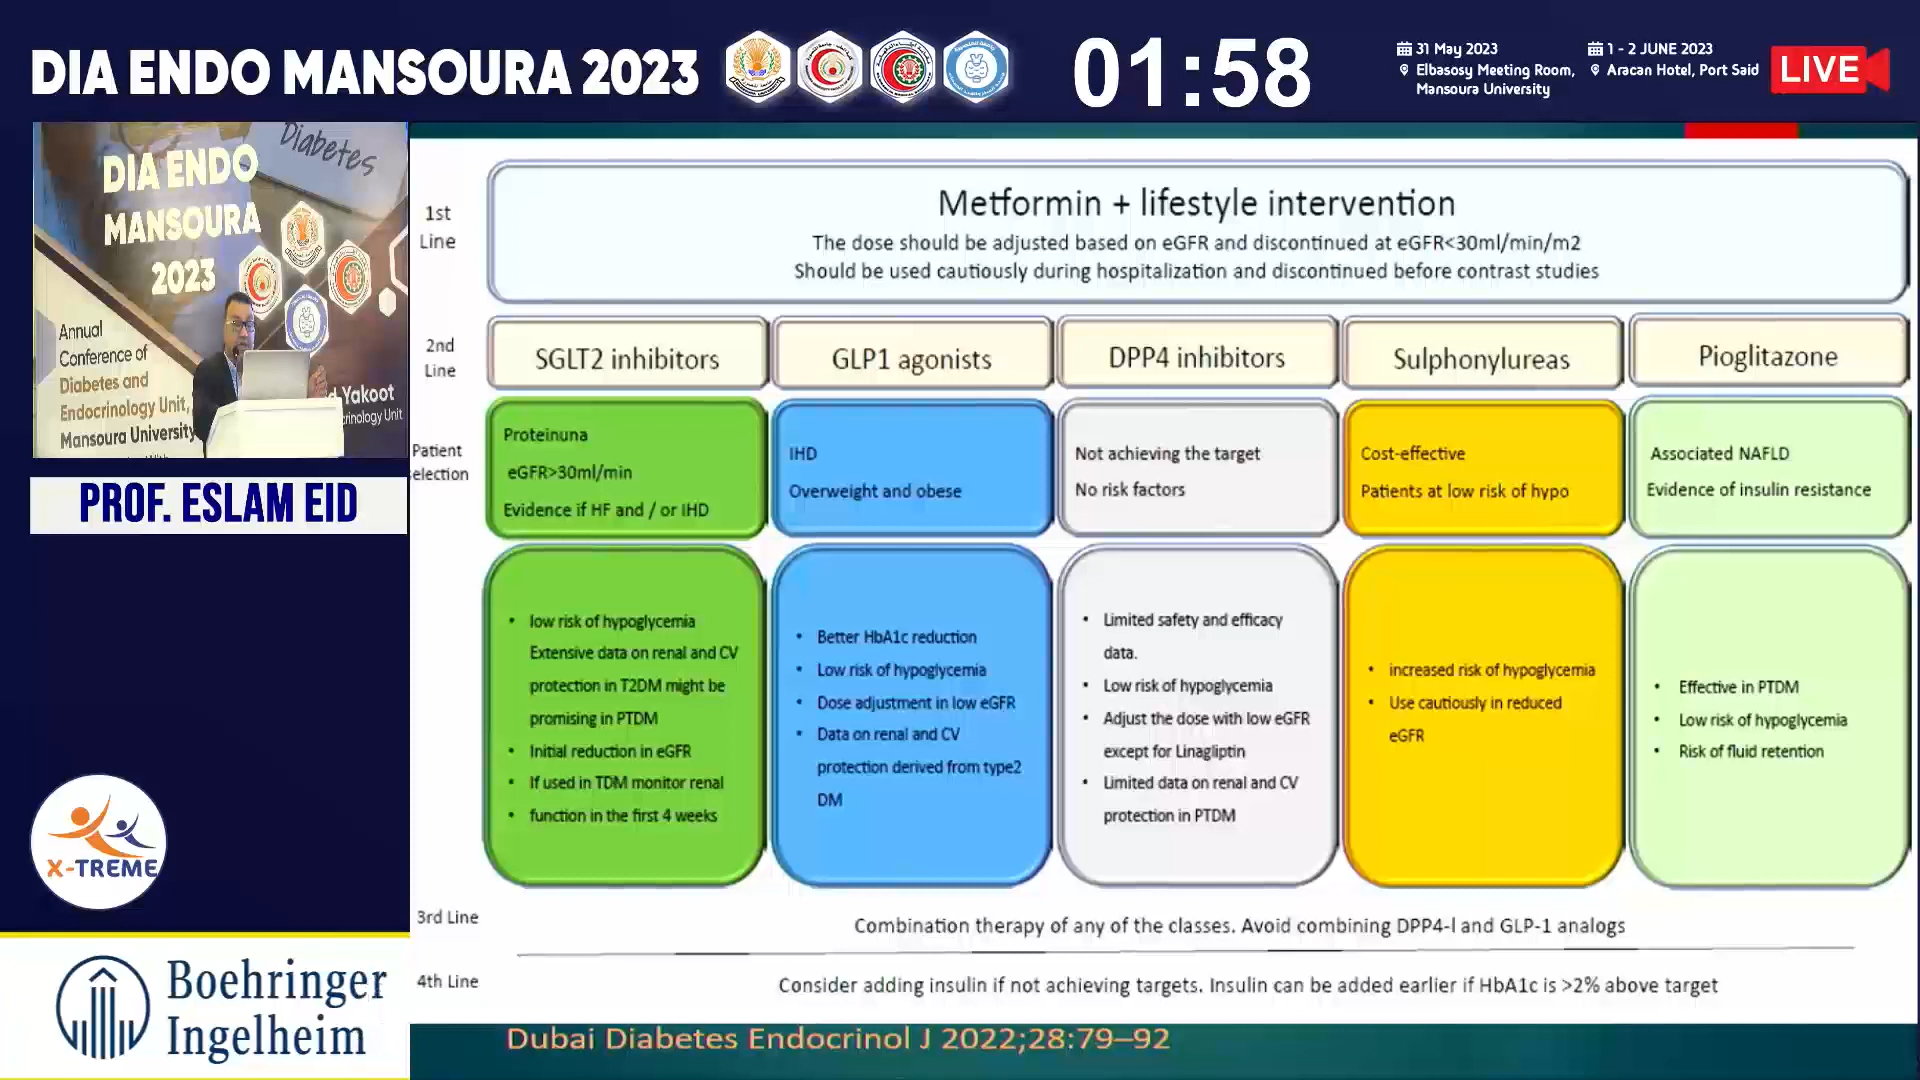 DIA ENDO MANSOURA 2023
01:58
31 May 2023
Elbasosy Meeting Room,
Mansoura University
1 - 2 JUNE 2023
Aracan Hotel, Port Said
LIVE
Diabetes
DIA ENDO
MANSOURA
2023
Annual
Conference of
Diabetes and
Endocrinology Unit,
Mansoura University
d Yakoot
crinology Unit
PROF. ESLAM EID
X-TREME
Boehringer
Ingelheim
1st
Line
Metformin + lifestyle intervention
The dose should be adjusted based on eGFR and discontinued at eGFR<30ml/min/m2
Should be used cautiously during hospitalization and discontinued before contrast studies
2nd
Line
SGLT2 inhibitors
GLP1 agonists
DPP4 inhibitors
Sulphonylureas
Pioglitazone
Patient
election
Proteinuna
eGFR>30ml/min
Evidence if HF and / or IHD
IHD
Overweight and obese
Not achieving the target
No risk factors
Cost-effective
Patients at low risk of hypo
Associated NAFLD
Evidence of insulin resistance
• low risk of hypoglycemia
Extensive data on renal and CV
protection in T2DM might be
promising in PTDM
• Initial reduction in eGFR
• If used in TDM monitor renal
• function in the first 4 weeks
• Better HbA1c reduction
• Low risk of hypoglycemia
• Dose adjustment in low eGFR
• Data on renal and CV
protection derived from type2
DM
• Limited safety and efficacy
data.
• Low risk of hypoglycemia
• Adjust the dose with low eGFR
except for Linagliptin
• Limited data on renal and CV
protection in PTDM
• increased risk of hypoglycemia
• Use cautiously in reduced
eGFR
• Effective in PTDM
• Low risk of hypoglycemia
• Risk of fluid retention
3rd Line
Combination therapy of any of the classes. Avoid combining DPP4-I and GLP-1 analogs
4th Line
Consider adding insulin if not achieving targets. Insulin can be added earlier if HbA1c is >2% above target
Dubai Diabetes Endocrinol J 2022;28:79–92